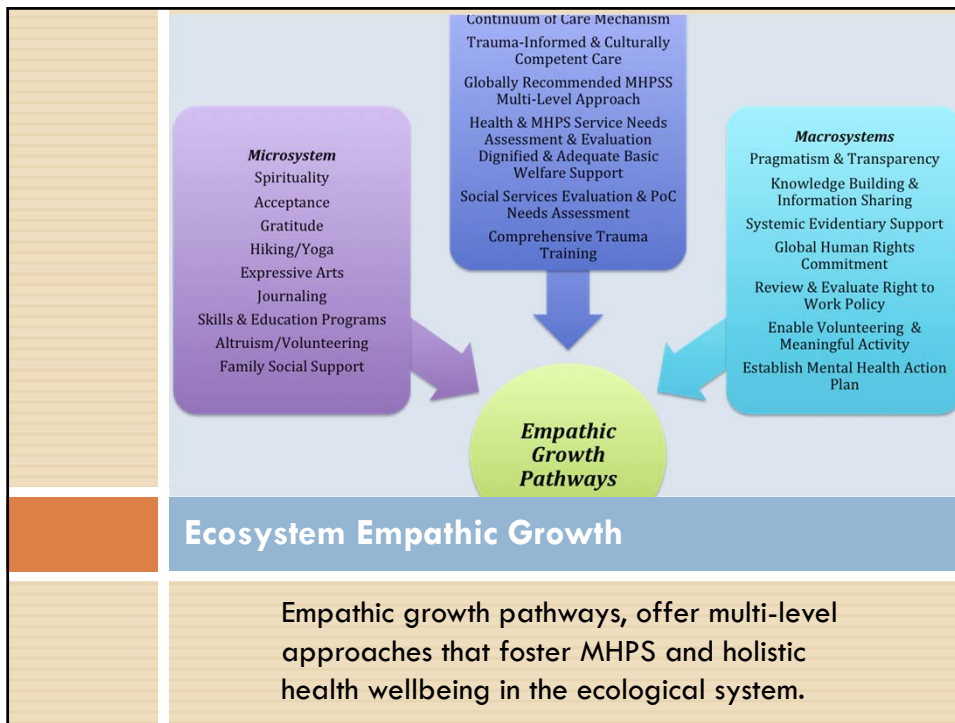 Microsystem
Spirituality
Acceptance
Gratitude
Hiking/Yoga
Expressive Arts
Journaling
Skills & Education Programs
Altruism/Volunteering
Family Social Support
Continuum of Care Mechanism
Trauma-Informed & Culturally
Competent Care
Globally Recommended MHPSS
Multi-Level Approach
Health & MHPS Service Needs
Assessment & Evaluation
Dignified & Adequate Basic
Welfare Support
Social Services Evaluation & PoC
Needs Assessment
Comprehensive Trauma
Training
Macrosystems
Pragmatism & Transparency
Knowledge Building &
Information Sharing
Systemic Evidentiary Support
Global Human Rights
Commitment
Review & Evaluate Right to
Work Policy
Enable Volunteering &
Meaningful Activity
Establish Mental Health Action
Plan
Empathic
Growth
Pathways
Ecosystem Empathic Growth
Empathic growth pathways, offer multi-level
approaches that foster MHPS and holistic
health wellbeing in the ecological system.